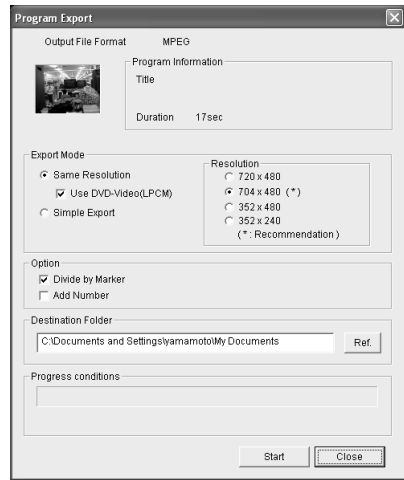 Program Export
Output File Format MPEG
Program Information
Title
Duration 17sec
Export Mode
Same Resolution
Use DVD-Video(LPCM)
Simple Export
Resolution
720 x 480
704 x 480 (*)
352 x 480
352 x 240
(*: Recommendation )
Option
Divide by Marker
Add Number
Destination Folder
C:\Documents and Settings\yamamoto\My Documents
Ref.
Progress conditions
Start Close